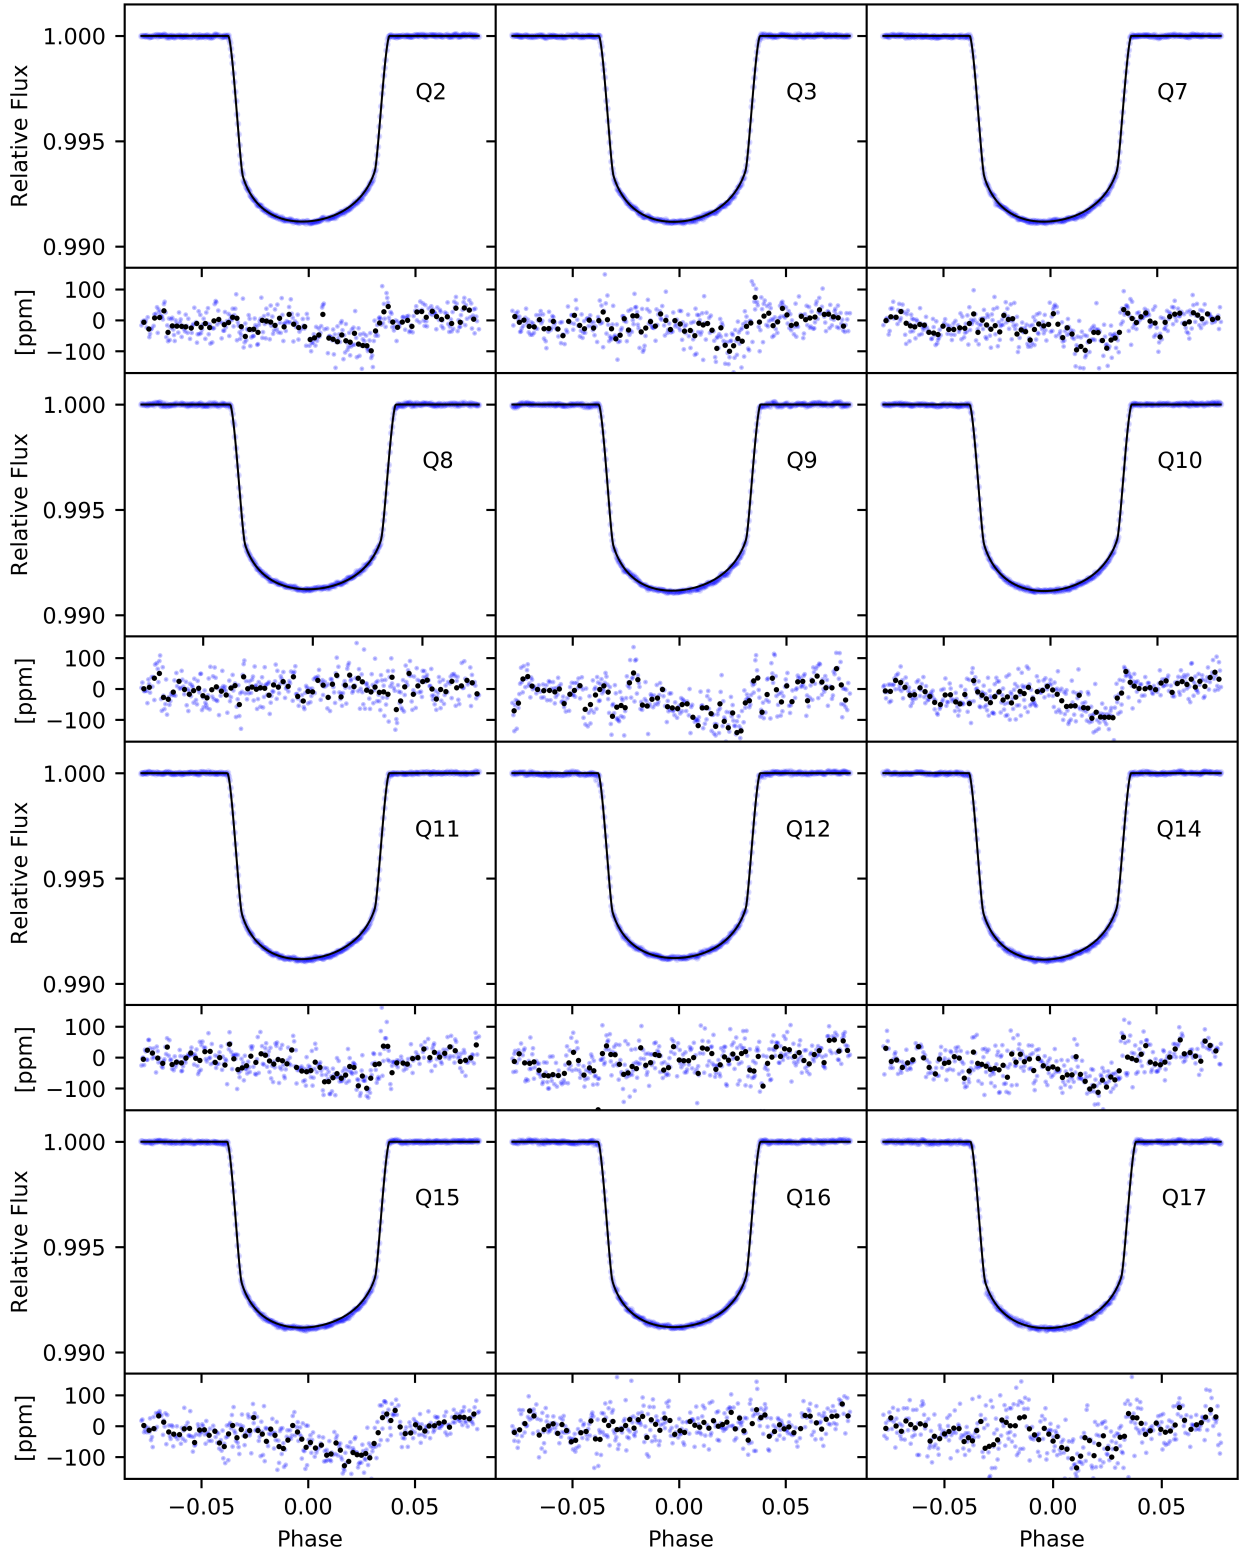 Relative Flux
1.000
0.995
0.990
Q2
Q3
Q7
[ppm]
100
0
−100
Relative Flux
1.000
0.995
0.990
Q8
Q9
Q10
[ppm]
100
0
−100
Relative Flux
1.000
0.995
0.990
Q11
Q12
Q14
[ppm]
100
0
−100
Relative Flux
1.000
0.995
0.990
Q15
Q16
Q17
[ppm]
100
0
−100
−0.05 0.00 0.05 −0.05 0.00 0.05 −0.05 0.00 0.05
Phase Phase Phase